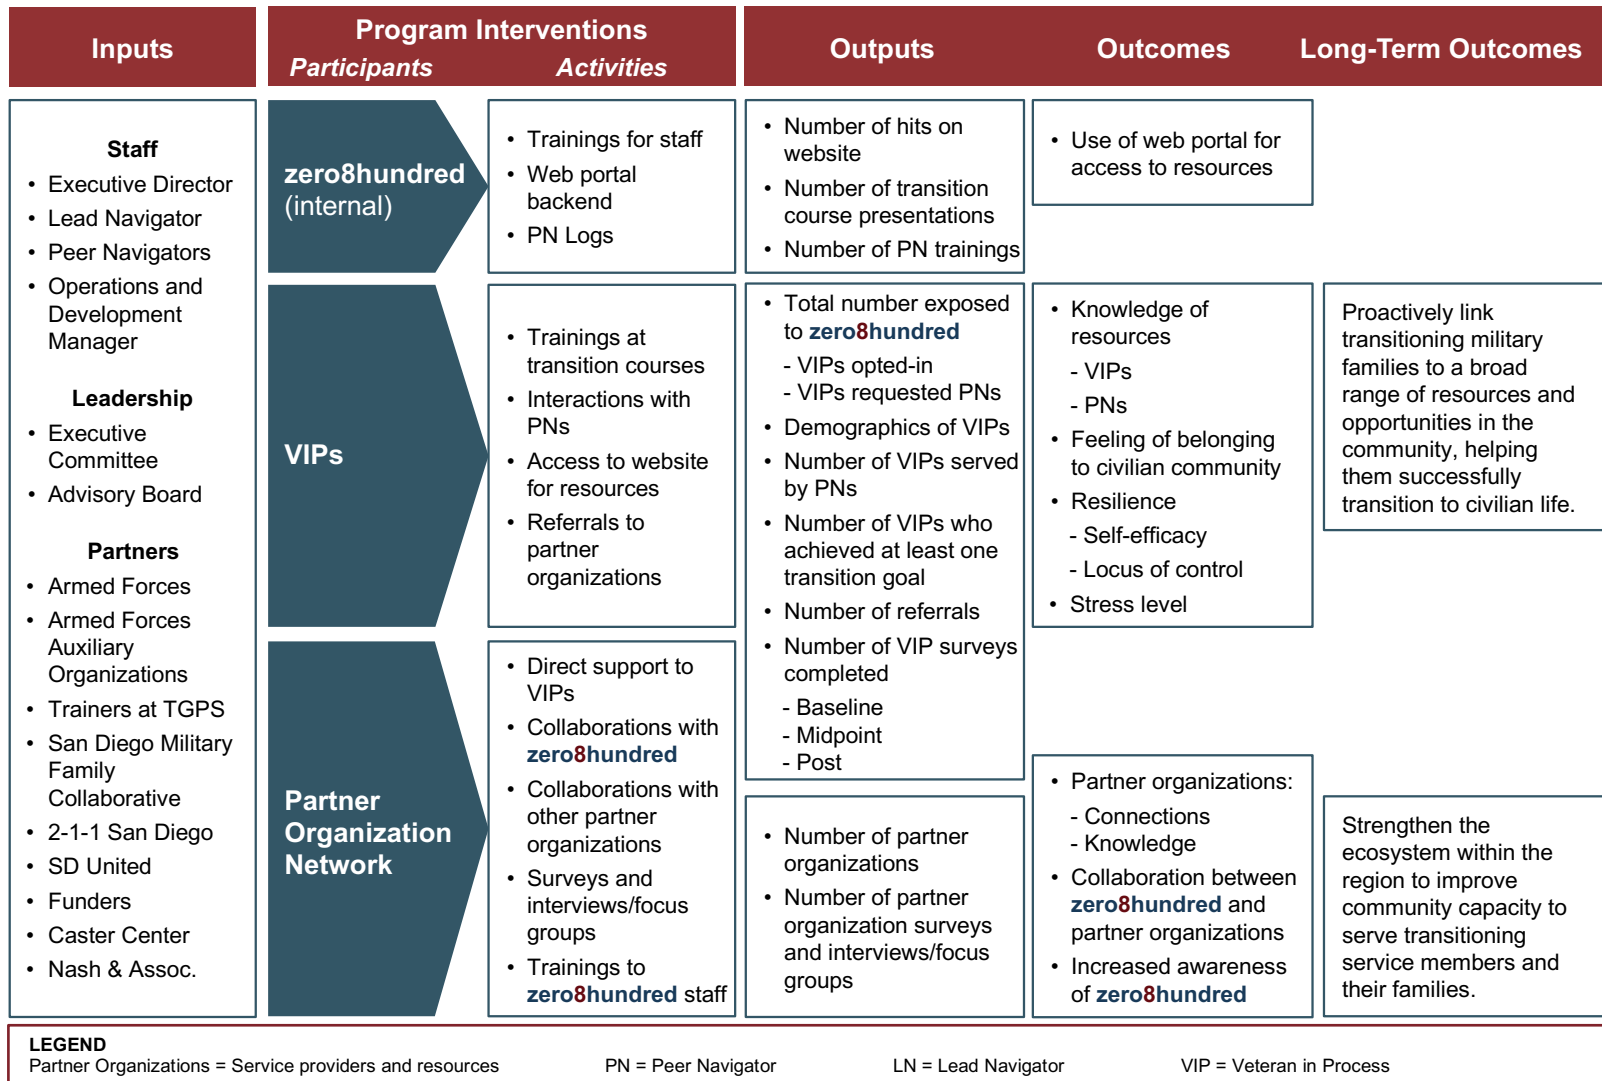 Inputs
Program Interventions
Participants
Activities
Outputs
Outcomes
Long-Term Outcomes
Staff
• Executive Director
• Lead Navigator
• Peer Navigators
• Operations and
Development
Manager
Leadership
• Executive
Committee
• Advisory Board
Partners
• Armed Forces
• Armed Forces
Auxiliary
Organizations
• Trainers at TGPS
• San Diego Military
Family
Collaborative
• 2-1-1 San Diego
• SD United
• Funders
• Caster Center
• Nash & Assoc.
zero8hundred
(internal)
• Trainings for staff
• Web portal
backend
• PN Logs
• Number of hits on
website
• Number of transition
course presentations
• Number of PN trainings
• Use of web portal for
access to resources
VIPs
• Trainings at
transition courses
• Interactions with
PNs
• Access to website
for resources
• Referrals to
partner
organizations
• Total number exposed
to zero8hundred
- VIPs opted-in
- VIPs requested PNs
• Demographics of VIPs
• Number of VIPs served
by PNs
• Number of VIPs who
achieved at least one
transition goal
• Number of referrals
• Number of VIP surveys
completed
- Baseline
- Midpoint
- Post
• Knowledge of
resources
- VIPs
- PNs
• Feeling of belonging
to civilian community
• Resilience
- Self-efficacy
- Locus of control
• Stress level
Proactively link
transitioning military
families to a broad
range of resources and
opportunities in the
community, helping
them successfully
transition to civilian life.
Partner
Organization
Network
• Direct support to
VIPs
• Collaborations with
zero8hundred
• Collaborations with
other partner
organizations
• Surveys and
interviews/focus
groups
• Trainings to
zero8hundred staff
• Number of partner
organizations
• Number of partner
organization surveys
and interviews/focus
groups
• Partner organizations:
- Connections
- Knowledge
• Collaboration between
zero8hundred and
partner organizations
• Increased awareness
of zero8hundred
Strengthen the
ecosystem within the
region to improve
community capacity to
serve transitioning
service members and
their families.
LEGEND
Partner Organizations = Service providers and resources
PN = Peer Navigator
LN = Lead Navigator
VIP = Veteran in Process